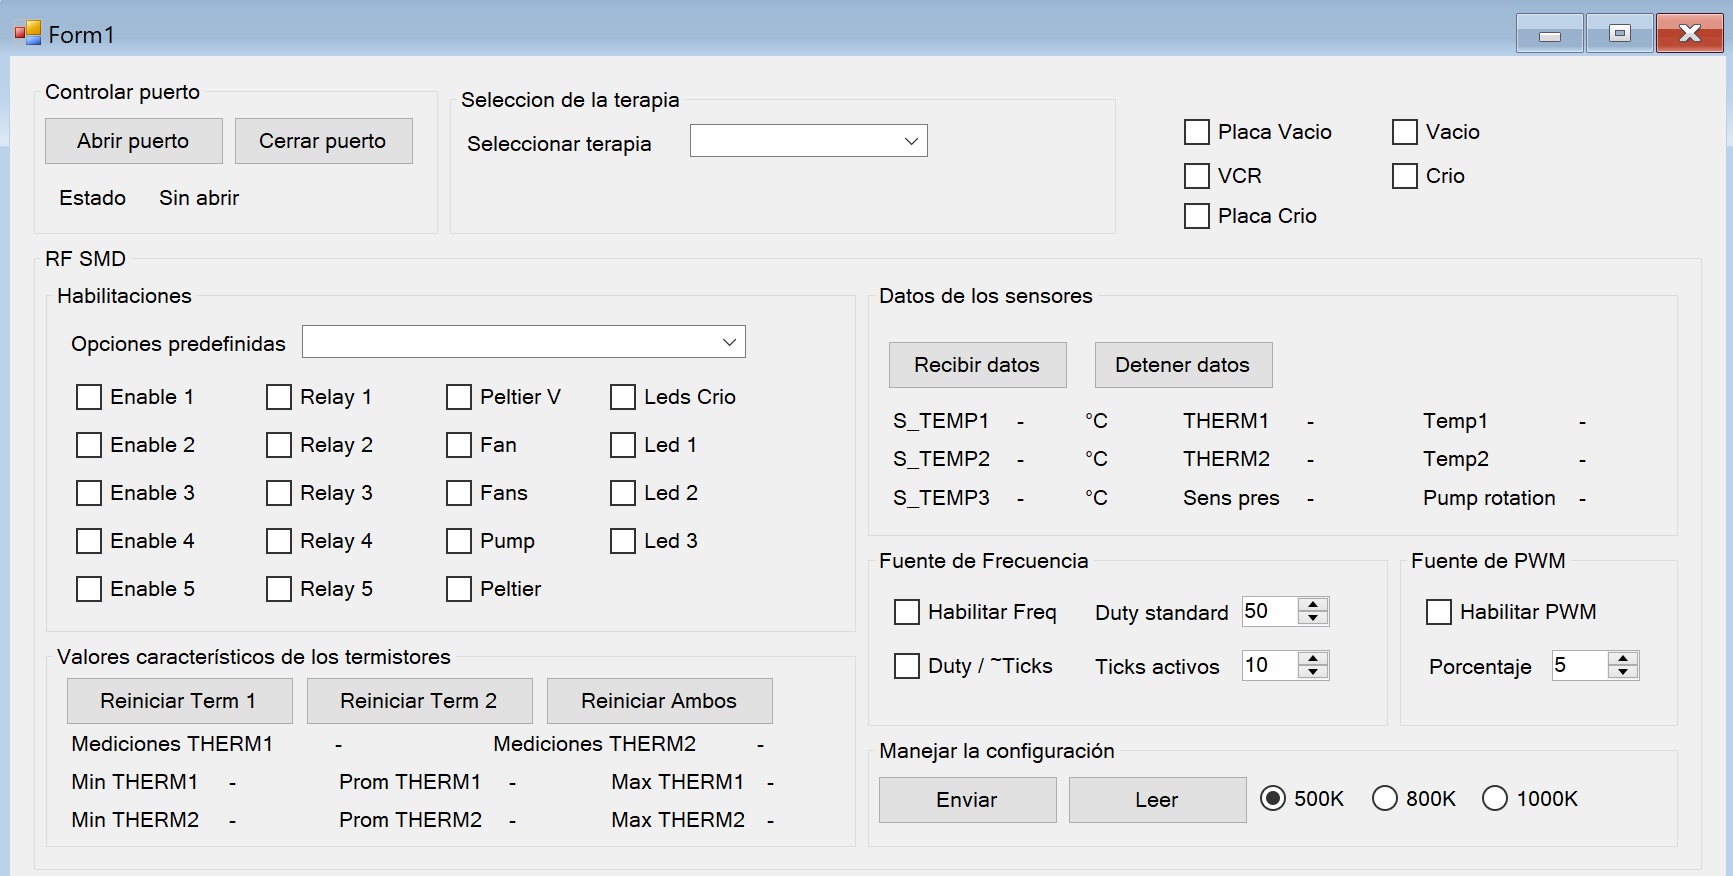 Form1
Controlar puerto
Abrir puerto
Cerrar puerto
Estado Sin abrir
Seleccion de la terapia
Seleccionar terapia
Placa Vacio
Vacio
VCR
Crio
Placa Crio
RF SMD
Habilitaciones
Opciones predefinidas
Enable 1 Relay 1 Peltier V Leds Crio
Enable 2 Relay 2 Fan Led 1
Enable 3 Relay 3 Fans Led 2
Enable 4 Relay 4 Pump Led 3
Enable 5 Relay 5 Peltier
Valores característicos de los termistores
Reiniciar Term 1 Reiniciar Term 2 Reiniciar Ambos
Mediciones THERM1 - Mediciones THERM2 -
Min THERM1 - Prom THERM1 - Max THERM1 -
Min THERM2 - Prom THERM2 - Max THERM2 -
Datos de los sensores
Recibir datos Detener datos
S_TEMP1 - °C THERM1 - Temp1 -
S_TEMP2 - °C THERM2 - Temp2 -
S_TEMP3 - °C Sens pres - Pump rotation -
Fuente de Frecuencia
Habilitar Freq Duty standard 50
Duty / ~Ticks Ticks activos 10
Fuente de PWM
Habilitar PWM
Porcentaje 5
Manejar la configuración
Enviar Leer 500K 800K 1000K